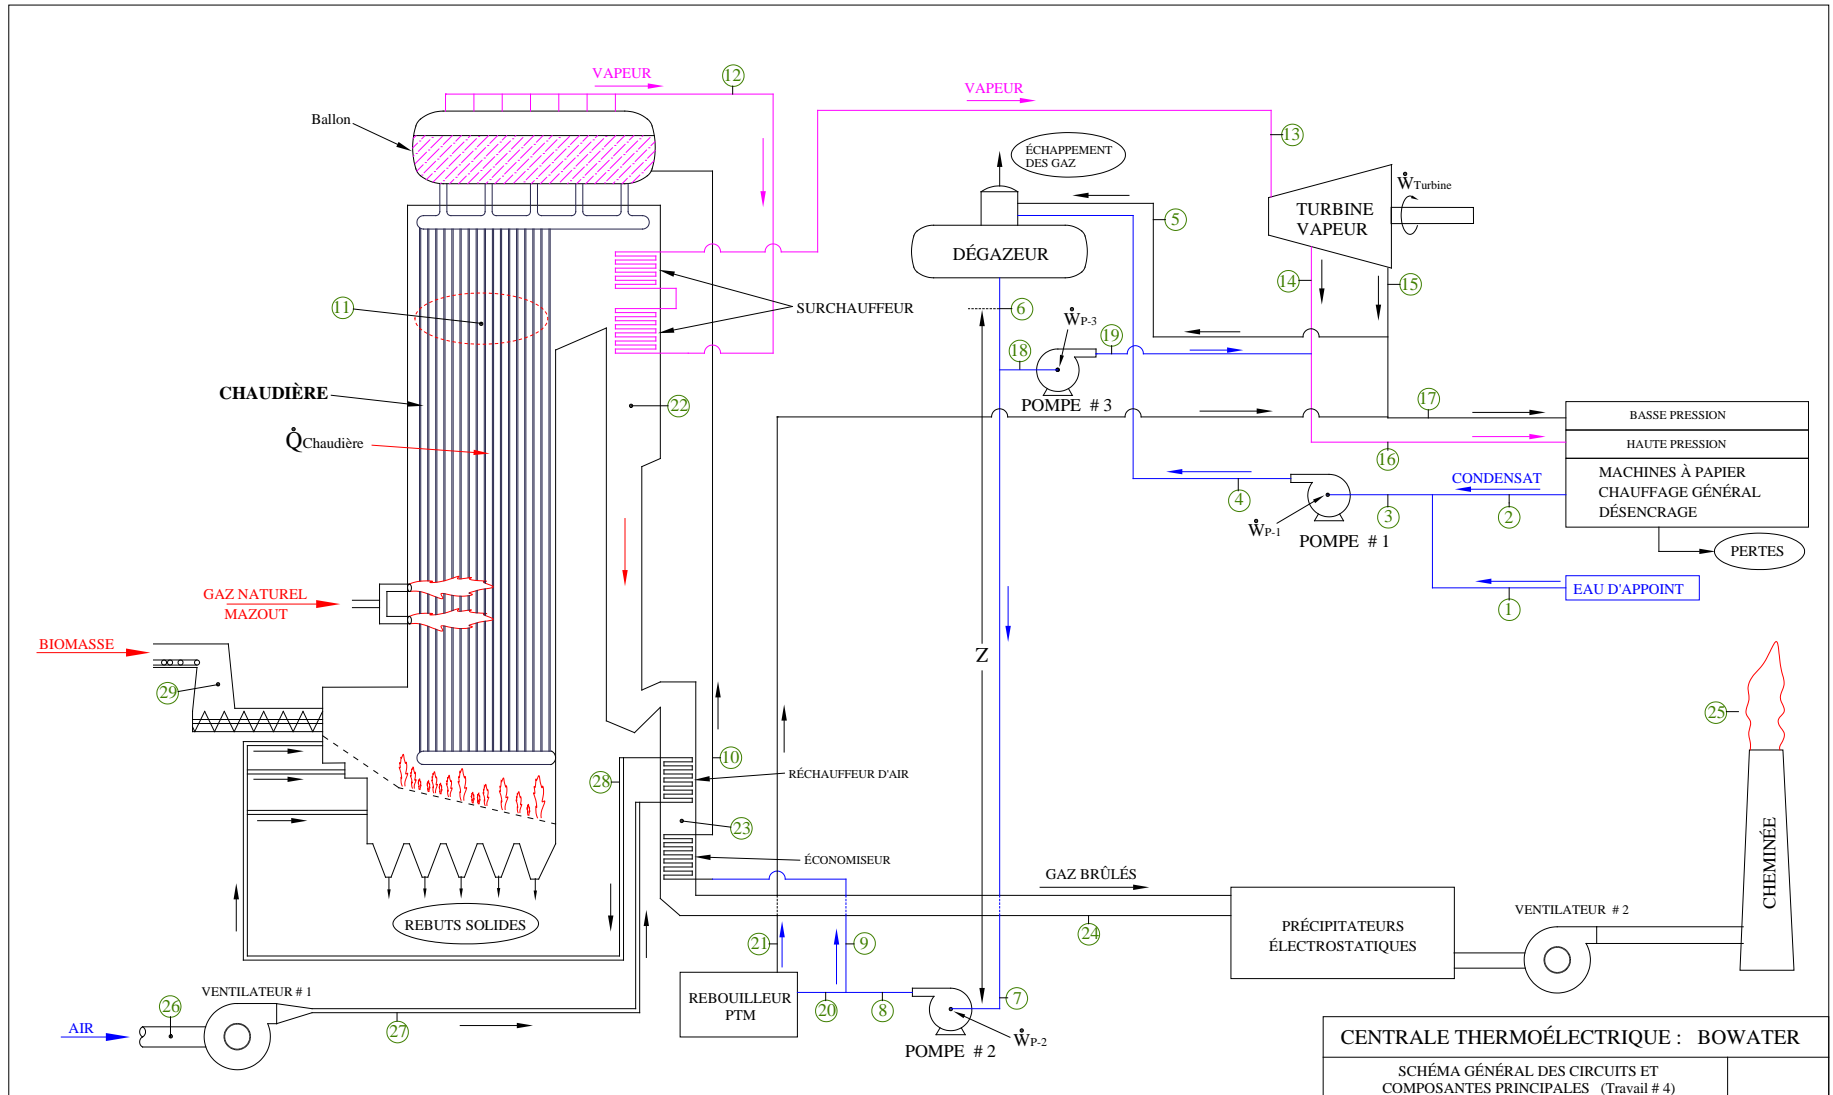 VAPEUR
12
VAPEUR
Ballon
13
ÉCHAPPEMENT
DES GAZ
ẆTurbine
TURBINE
VAPEUR
5
DÉGAZEUR
14
15
11
SURCHAUFFEUR
6
ẆP-3
18
19
CHAUDIÈRE
22
POMPE # 3
17
BASSE PRESSION
Q̇Chaudière
HAUTE PRESSION
16
MACHINES À PAPIER
CHAUFFAGE GÉNÉRAL
DÉSENCRAGE
CONDENSAT
4
3
2
ẆP-1
POMPE # 1
PERTES
GAZ NATUREL
MAZOUT
EAU D'APPOINT
1
BIOMASSE
Z
29
25
10
28
RÉCHAUFFEUR D'AIR
23
ÉCONOMISEUR
CHEMINÉE
GAZ BRÛLÉS
REBUTS SOLIDES
24
PRÉCIPITATEURS
ÉLECTROSTATIQUES
VENTILATEUR # 2
21
9
VENTILATEUR # 1
REBOUILLEUR
PTM
20
8
7
26
27
AIR
ẆP-2
POMPE # 2
CENTRALE THERMOÉLECTRIQUE : BOWATER
SCHÉMA GÉNÉRAL DES CIRCUITS ET
COMPOSANTES PRINCIPALES (Travail # 4)